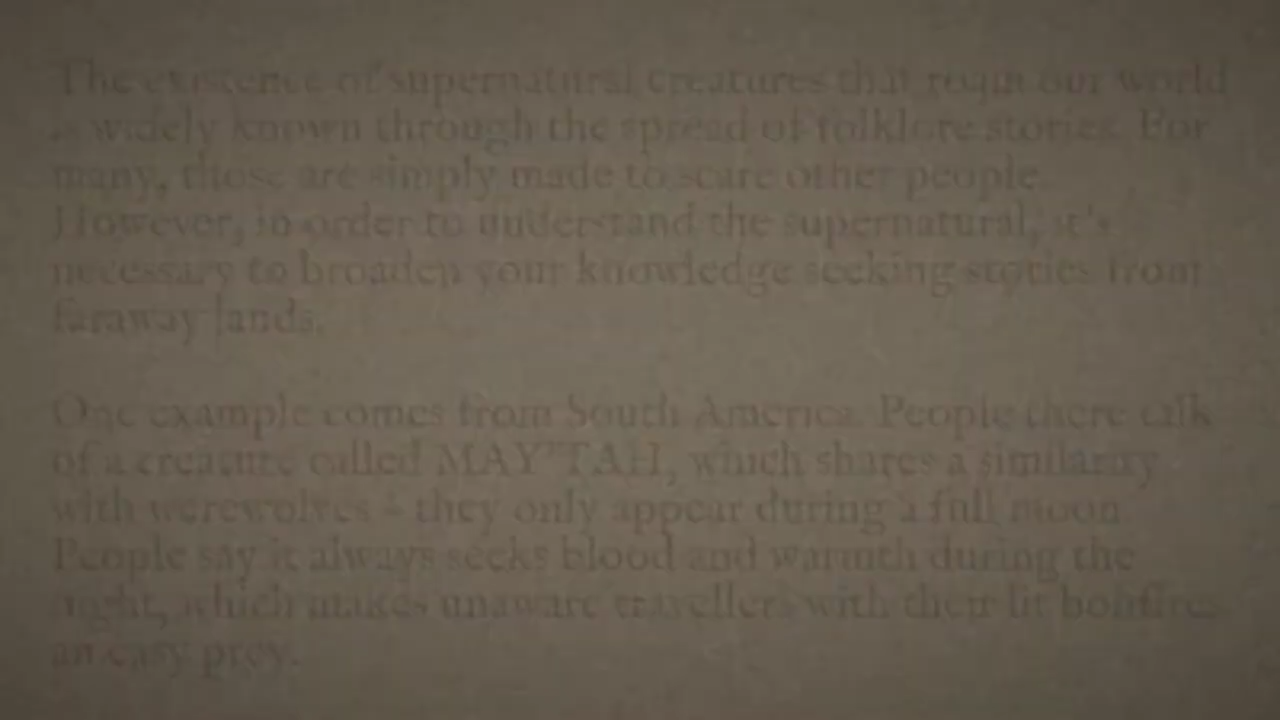 The existence of supernatural creatures that roam our world
is widely known through the spread of folklore stories. For
many, those are simply made to scare other people.
However, in order to understand the supernatural, it's
necessary to broaden your knowledge seeking stories from
faraway lands.
One example comes from South America. People there talk
of a creature called MAY'TAH, which shares a similarity
with werewolves - they only appear during a full moon.
People say it always seeks blood and warmth during the
night, which makes unaware travellers with their lit bonfires
an easy prey.